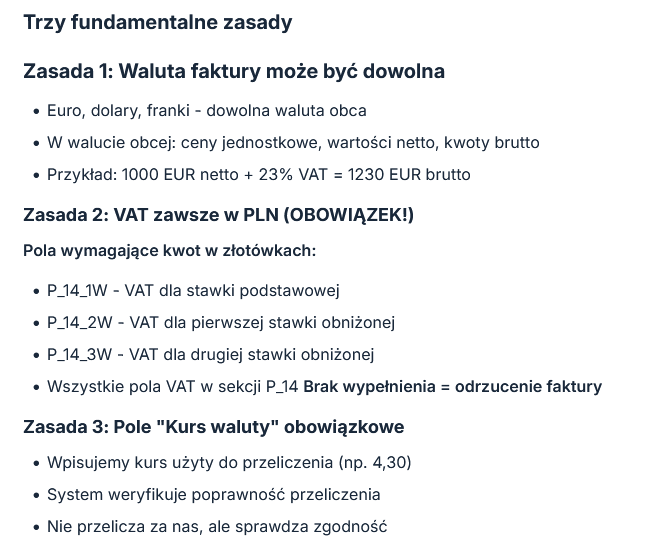 Trzy fundamentalne zasady
Zasada 1: Waluta faktury może być dowolna
• Euro, dolary, franki - dowolna waluta obca
• W walucie obcej: ceny jednostkowe, wartości netto, kwoty brutto
• Przykład: 1000 EUR netto + 23% VAT = 1230 EUR brutto
Zasada 2: VAT zawsze w PLN (OBOWIĄZEK!)
Pola wymagające kwot w złotówkach:
• P_14_1W - VAT dla stawki podstawowej
• P_14_2W - VAT dla pierwszej stawki obniżonej
• P_14_3W - VAT dla drugiej stawki obniżonej
• Wszystkie pola VAT w sekcji P_14 Brak wypełnienia = odrzucenie faktury
Zasada 3: Pole "Kurs waluty" obowiązkowe
• Wpisujemy kurs użyty do przeliczenia (np. 4,30)
• System weryfikuje poprawność przeliczenia
• Nie przelicza za nas, ale sprawdza zgodność